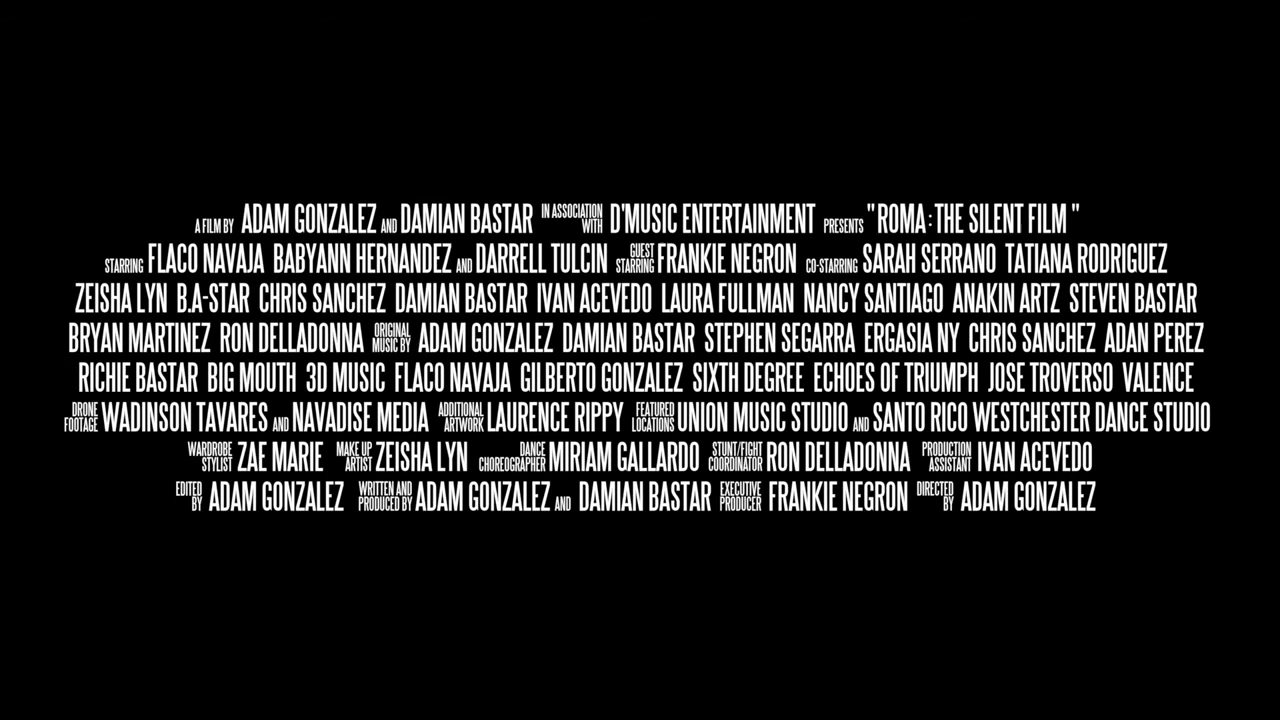 A FILM BY ADAM GONZALEZ AND DAMIAN BASTAR IN ASSOCIATION WITH D'MUSIC ENTERTAINMENT PRESENTS "ROMA : THE SILENT FILM "
STARRING FLACO NAVAJA BABYANN HERNANDEZ AND DARRELL TULCIN GUEST STARRING FRANKIE NEGRON CO-STARRING SARAH SERRANO TATIANA RODRIGUEZ
ZEISHA LYN B.A-STAR CHRIS SANCHEZ DAMIAN BASTAR IVAN ACEVEDO LAURA FULLMAN NANCY SANTIAGO ANAKIN ARTZ STEVEN BASTAR
BRYAN MARTINEZ RON DELLADONNA ORIGINAL MUSIC BY ADAM GONZALEZ DAMIAN BASTAR STEPHEN SEGARRA ERGASIA NY CHRIS SANCHEZ ADAN PEREZ
RICHIE BASTAR BIG MOUTH 3D MUSIC FLACO NAVAJA GILBERTO GONZALEZ SIXTH DEGREE ECHOES OF TRIUMPH JOSE TROVERSO VALENCE
DRONE FOOTAGE WADINSON TAVARES AND NAVADISE MEDIA ADDITIONAL ARTWORK LAURENCE RIPPY FEATURED LOCATIONS UNION MUSIC STUDIO AND SANTO RICO WESTCHESTER DANCE STUDIO
WARDROBE STYLIST ZAE MARIE MAKE UP ARTIST ZEISHA LYN DANCE CHOREOGRAPHER MIRIAM GALLARDO STUNT/FIGHT COORDINATOR RON DELLADONNA PRODUCTION ASSISTANT IVAN ACEVEDO
EDITED BY ADAM GONZALEZ WRITTEN AND PRODUCED BY ADAM GONZALEZ AND DAMIAN BASTAR EXECUTIVE PRODUCER FRANKIE NEGRON DIRECTED BY ADAM GONZALEZ